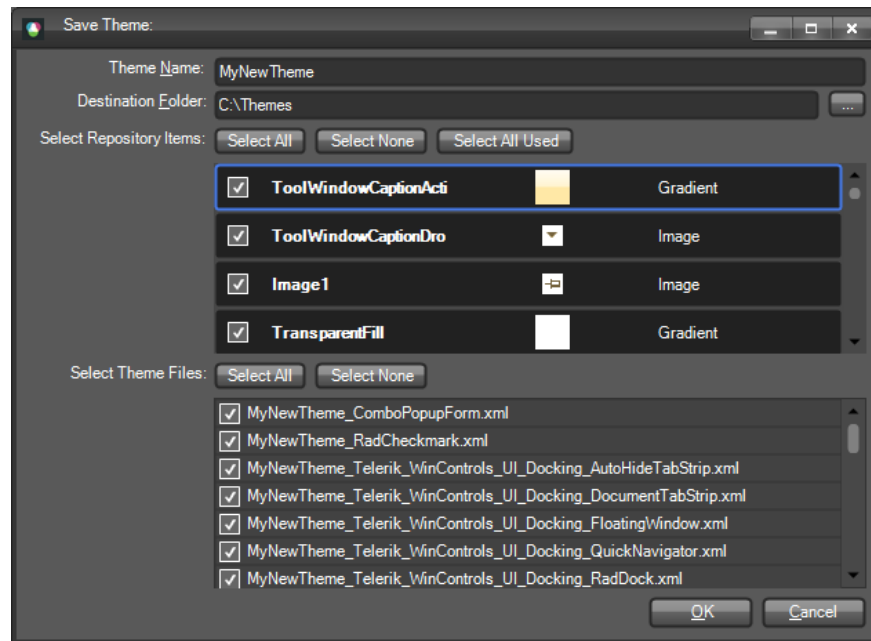 Save Theme:
Theme Name: MyNewTheme
Destination Folder: C:\Themes ...
Select Repository Items: Select All Select None Select All Used
ToolWindowCaptionActi Gradient
ToolWindowCaptionDro Image
Image1 Image
TransparentFill Gradient
Select Theme Files: Select All Select None
MyNewTheme_ComboPopupForm.xml
MyNewTheme_RadCheckmark.xml
MyNewTheme_Telerik_WinControls_UI_Docking_AutoHideTabStrip.xml
MyNewTheme_Telerik_WinControls_UI_Docking_DocumentTabStrip.xml
MyNewTheme_Telerik_WinControls_UI_Docking_FloatingWindow.xml
MyNewTheme_Telerik_WinControls_UI_Docking_QuickNavigator.xml
MyNewTheme_Telerik_WinControls_UI_Docking_RadDock.xml
OK Cancel